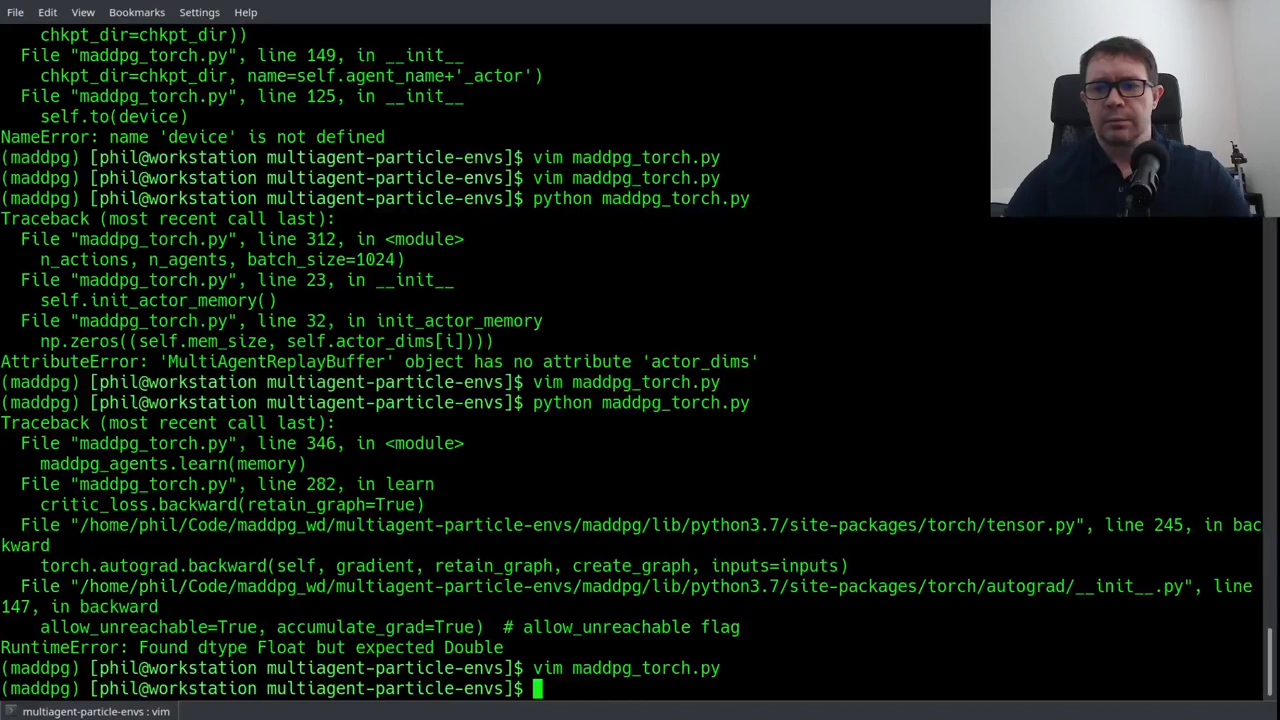 File Edit View Bookmarks Settings Help
chkpt_dir=chkpt_dir))
File "maddpg_torch.py", line 149, in __init__
chkpt_dir=chkpt_dir, name=self.agent_name+'_actor')
File "maddpg_torch.py", line 125, in __init__
self.to(device)
NameError: name 'device' is not defined
(maddpg) [phil@workstation multiagent-particle-envs]$ vim maddpg_torch.py
(maddpg) [phil@workstation multiagent-particle-envs]$ vim maddpg_torch.py
(maddpg) [phil@workstation multiagent-particle-envs]$ python maddpg_torch.py
Traceback (most recent call last):
File "maddpg_torch.py", line 312, in <module>
n_actions, n_agents, batch_size=1024)
File "maddpg_torch.py", line 23, in __init__
self.init_actor_memory()
File "maddpg_torch.py", line 32, in init_actor_memory
np.zeros((self.mem_size, self.actor_dims[i])))
AttributeError: 'MultiAgentReplayBuffer' object has no attribute 'actor_dims'
(maddpg) [phil@workstation multiagent-particle-envs]$ vim maddpg_torch.py
(maddpg) [phil@workstation multiagent-particle-envs]$ python maddpg_torch.py
Traceback (most recent call last):
File "maddpg_torch.py", line 346, in <module>
maddpg_agents.learn(memory)
File "maddpg_torch.py", line 282, in learn
critic_loss.backward(retain_graph=True)
File "/home/phil/Code/maddpg_wd/multiagent-particle-envs/maddpg/lib/python3.7/site-packages/torch/tensor.py", line 245, in bac
kward
torch.autograd.backward(self, gradient, retain_graph, create_graph, inputs=inputs)
File "/home/phil/Code/maddpg_wd/multiagent-particle-envs/maddpg/lib/python3.7/site-packages/torch/autograd/__init__.py", line
147, in backward
allow_unreachable=True, accumulate_grad=True)  # allow_unreachable flag
RuntimeError: Found dtype Float but expected Double
(maddpg) [phil@workstation multiagent-particle-envs]$ vim maddpg_torch.py
(maddpg) [phil@workstation multiagent-particle-envs]$
multiagent-particle-envs : vim